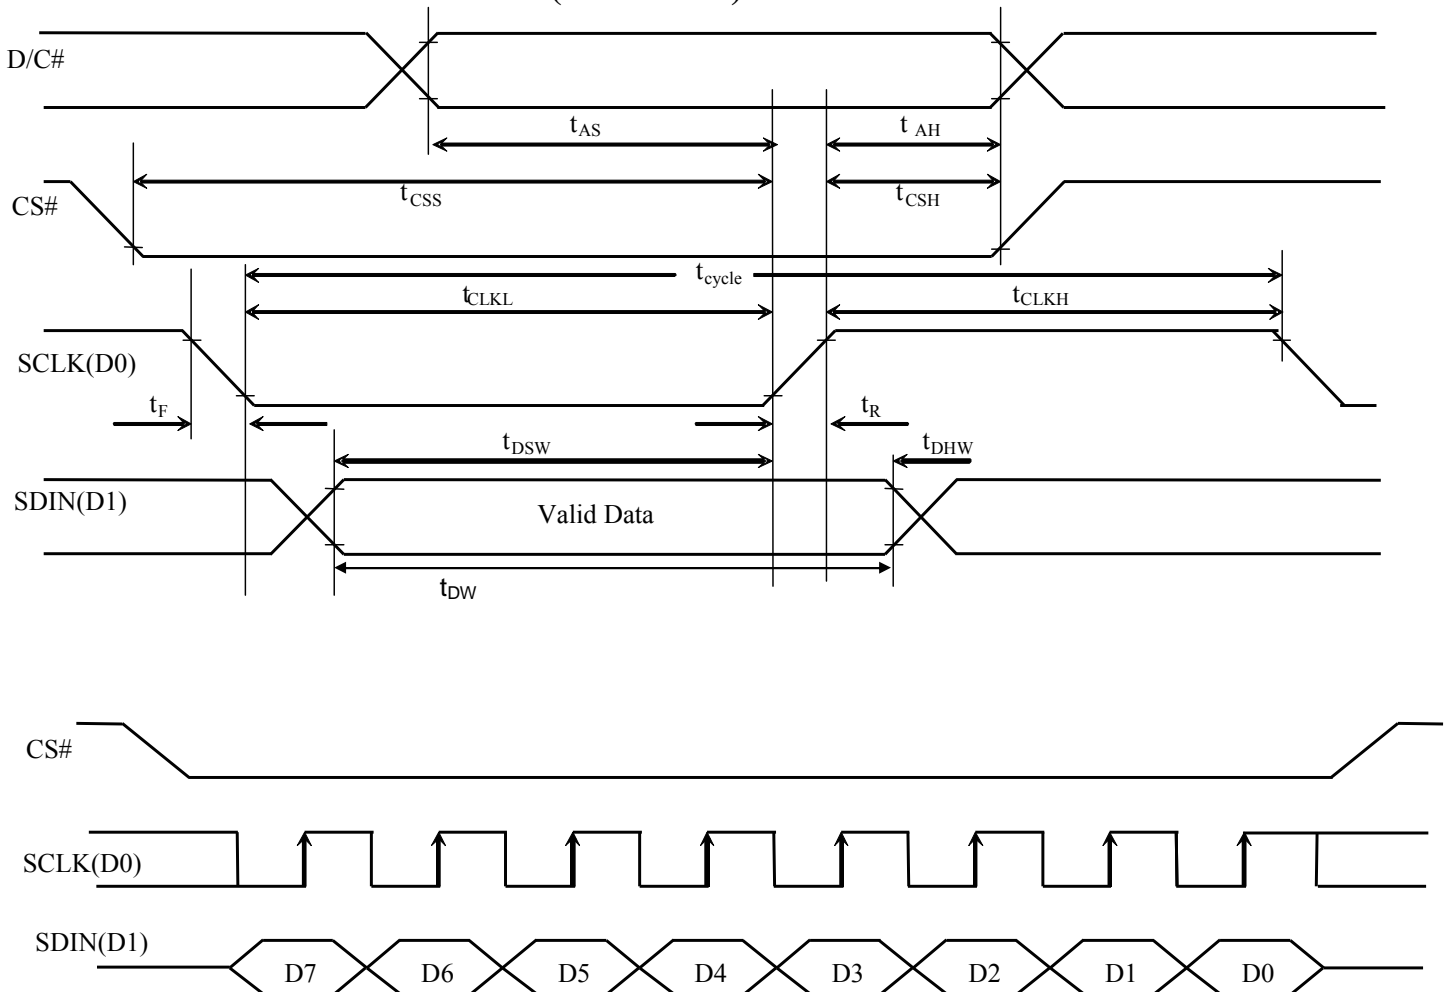 D/C#
tAS
t AH
CS#
tCSS
tCSH
tcycle
tCLKL
tCLKH
SCLK(D0)
tF
tR
tDSW
tDHW
SDIN(D1)
Valid Data
tDW
CS#
SCLK(D0)
SDIN(D1)
D7 D6 D5 D4 D3 D2 D1 D0